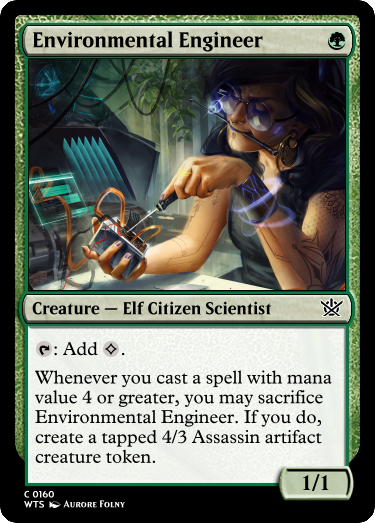 Environmental Engineer
Creature — Elf Citizen Scientist
: Add .
Whenever you cast a spell with mana
value 4 or greater, you may sacrifice
Environmental Engineer. If you do,
create a tapped 4/3 Assassin artifact
creature token.
1/1
C 0160
WTS Aurore Folny